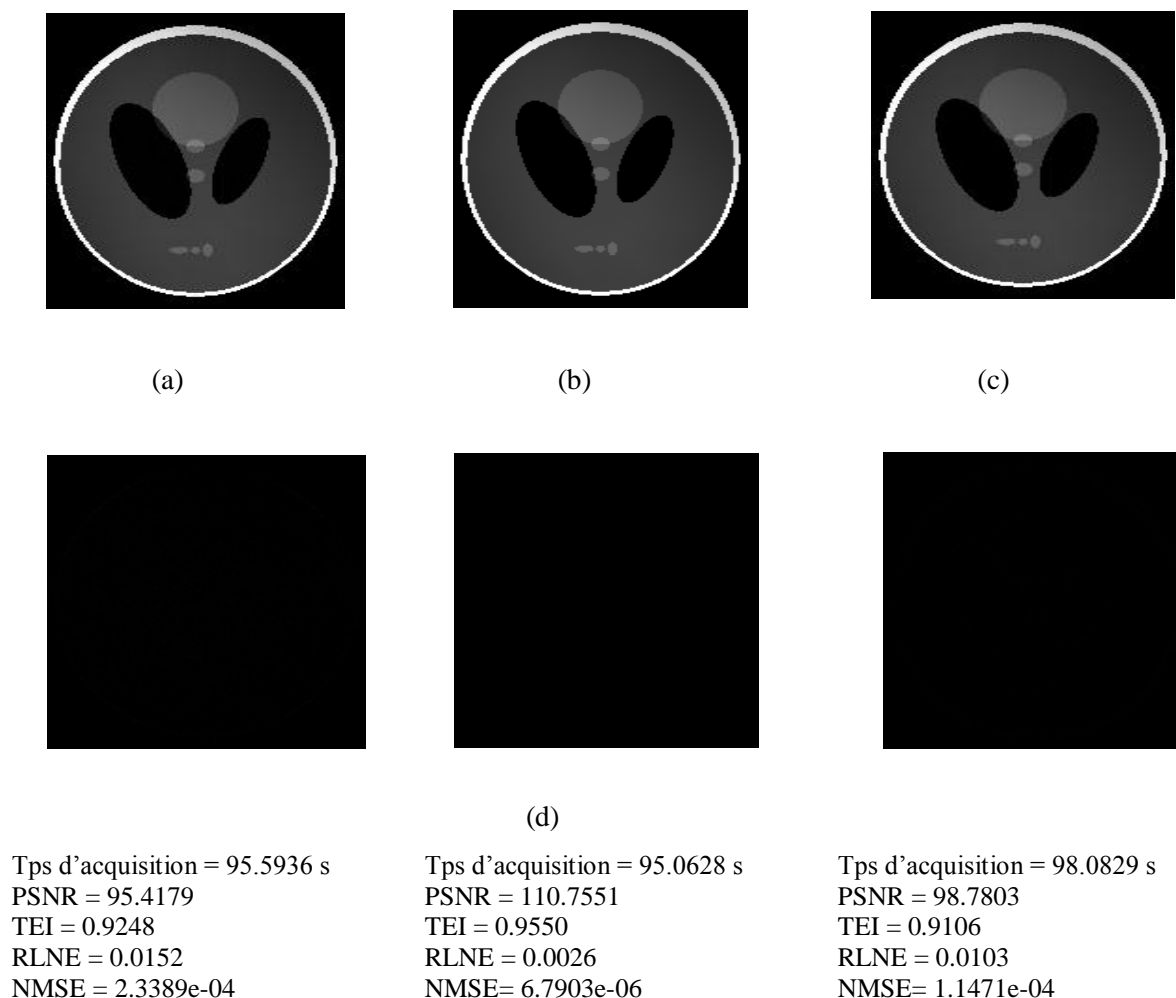 (a) (b) (c)
(d)
Tps d’acquisition = 95.5936 s
PSNR = 95.4179
TEI = 0.9248
RLNE = 0.0152
NMSE = 2.3389e-04
Tps d’acquisition = 95.0628 s
PSNR = 110.7551
TEI = 0.9550
RLNE = 0.0026
NMSE= 6.7903e-06
Tps d’acquisition = 98.0829 s
PSNR = 98.7803
TEI = 0.9106
RLNE = 0.0103
NMSE = 1.1471e-04